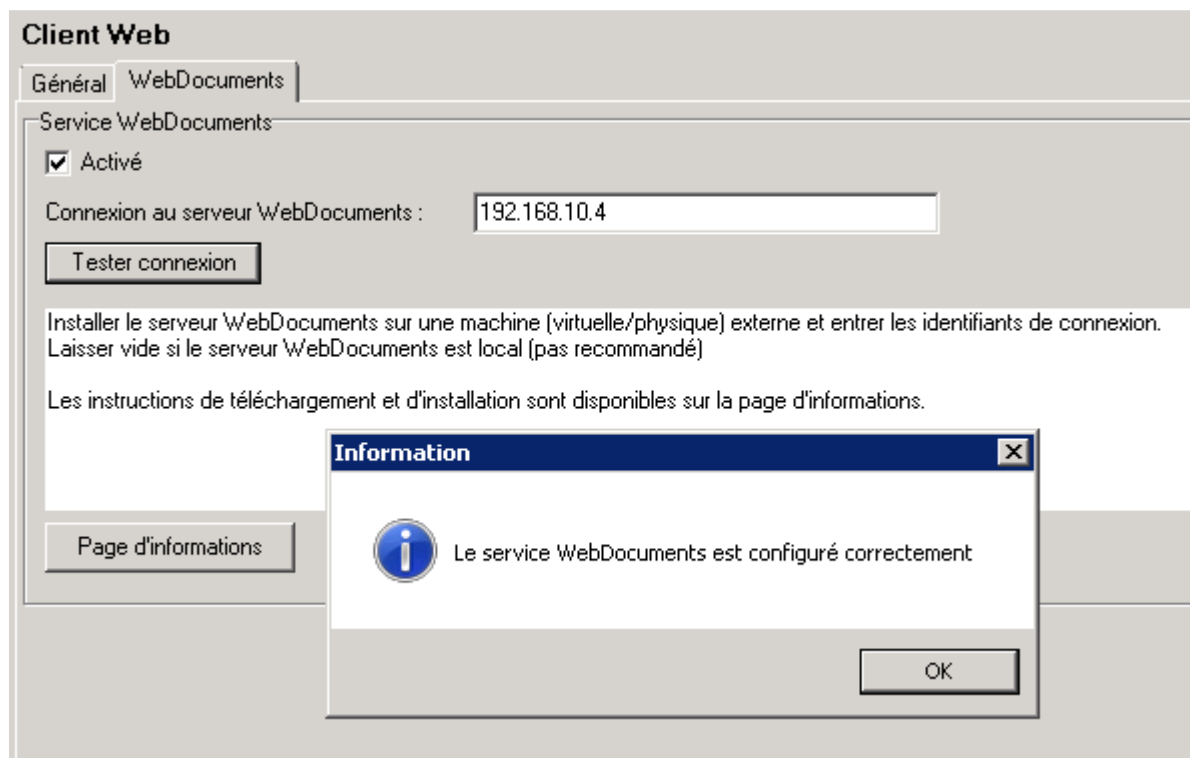 Client Web
Général
WebDocuments
Service WebDocuments
Activé
Connexion au serveur WebDocuments :
192.168.10.4
Tester connexion
Installer le serveur WebDocuments sur une machine (virtuelle/physique) externe et entrer les identifiants de connexion.
Laisser vide si le serveur WebDocuments est local (pas recommandé)
Les instructions de téléchargement et d'installation sont disponibles sur la page d'informations.
Information
Page d'informations
Le service WebDocuments est configuré correctement
OK